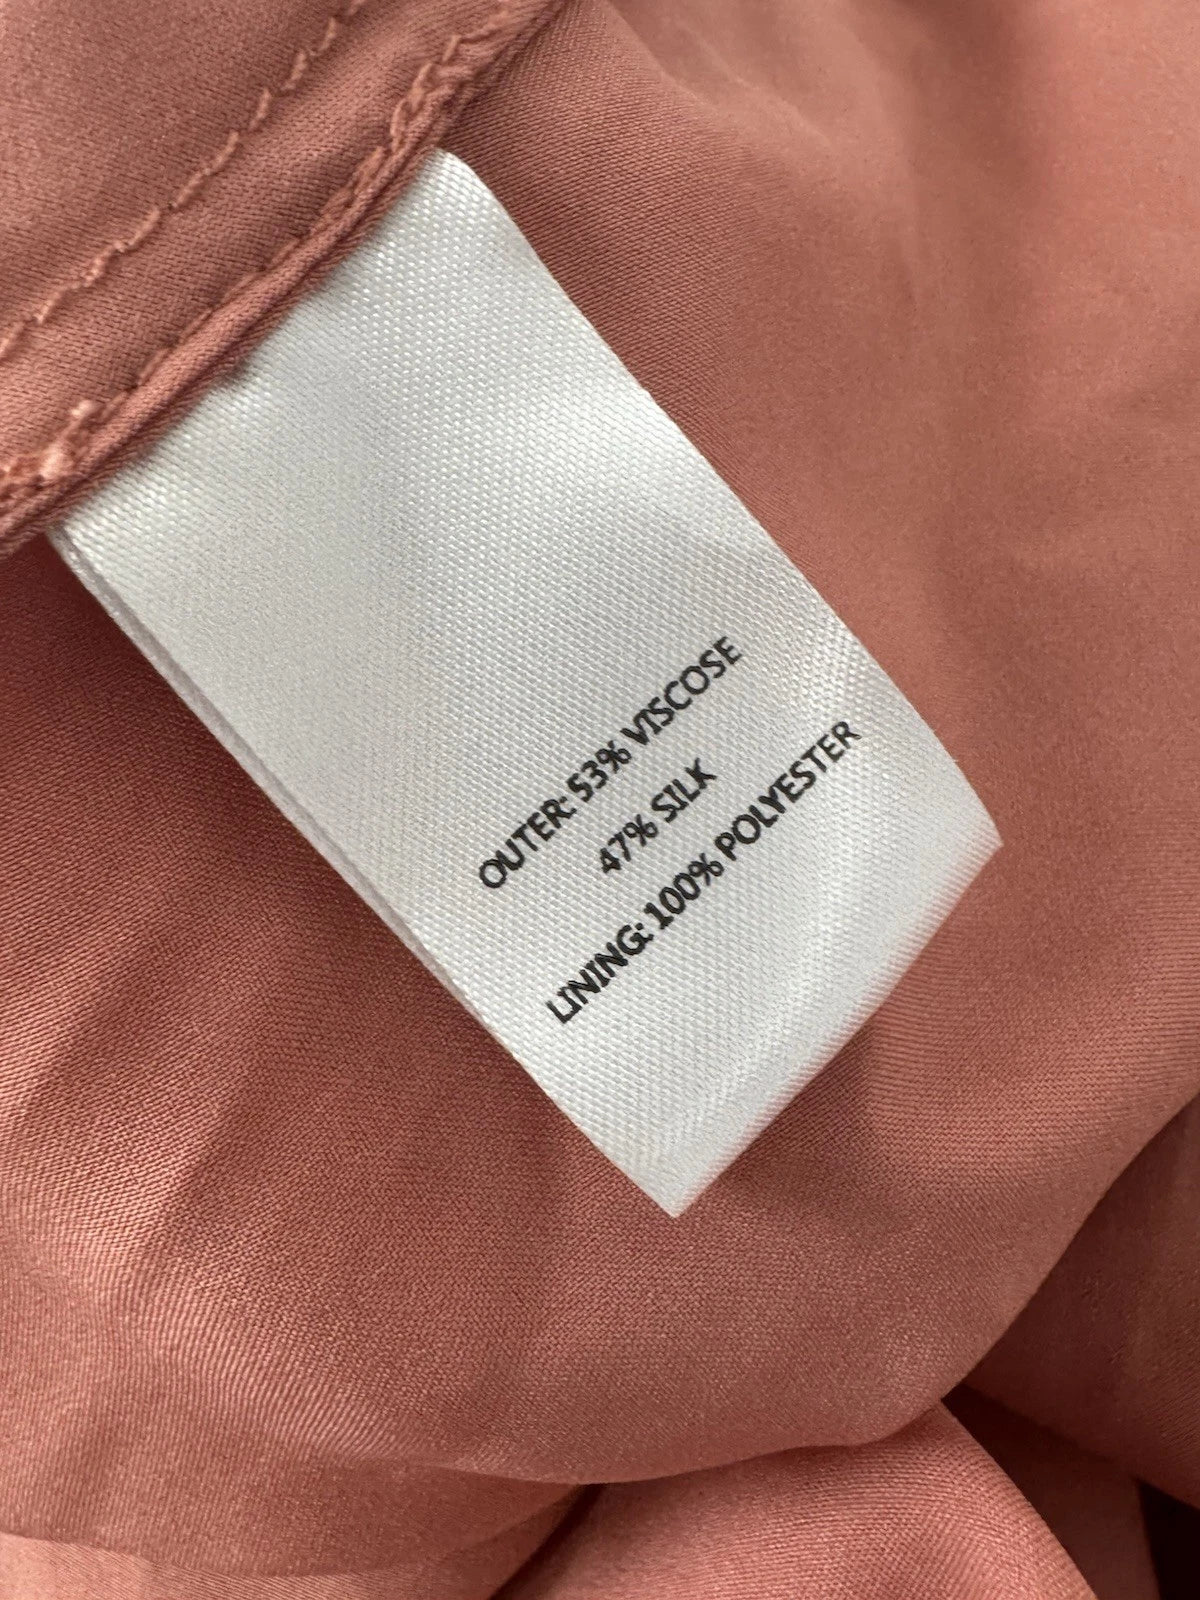 OUTER: 53% VISCOSE
47% SILK
LINING: 100% POLYESTER